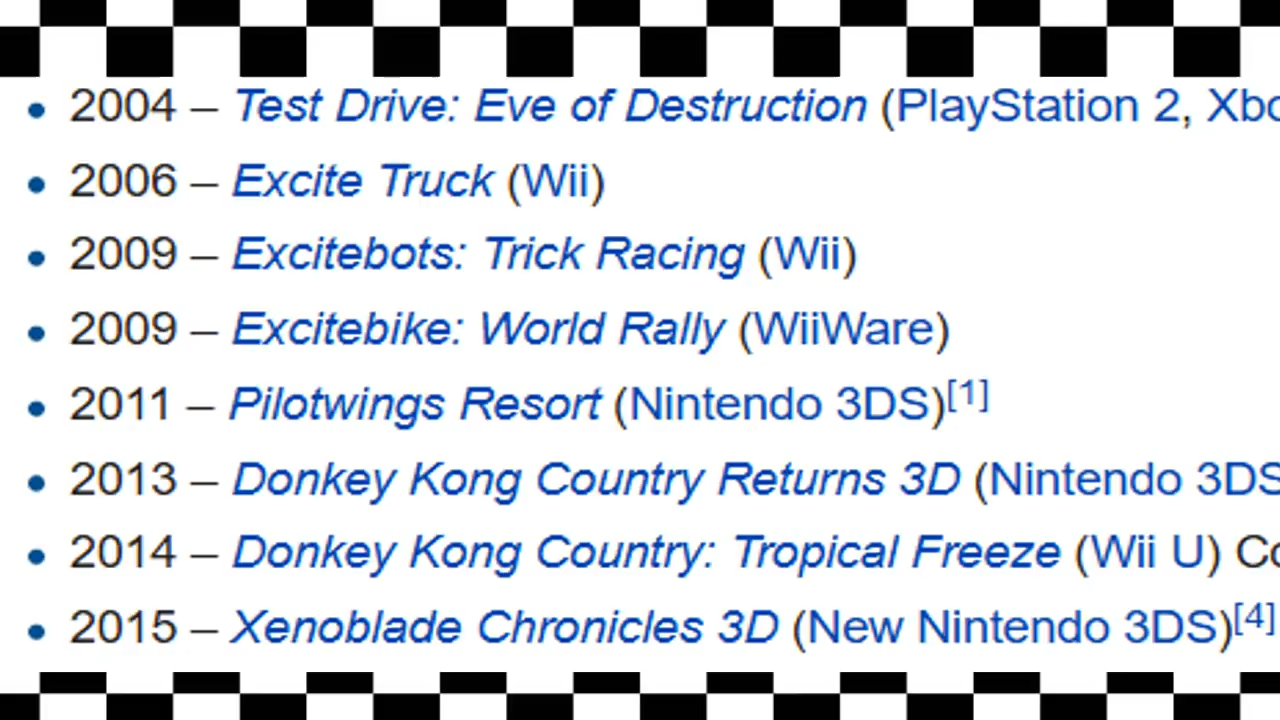 • 2004 – Test Drive: Eve of Destruction (PlayStation 2,
• 2006 – Excite Truck (Wii)
• 2009 – Excitebots: Trick Racing (Wii)
• 2009 – Excitebike: World Rally (WiiWare)
• 2011 – Pilotwings Resort (Nintendo 3DS)[1]
• 2013 – Donkey Kong Country Returns 3D (Nintendo 3DS
• 2014 – Donkey Kong Country: Tropical Freeze (Wii U)
• 2015 – Xenoblade Chronicles 3D (New Nintendo 3DS)[4]